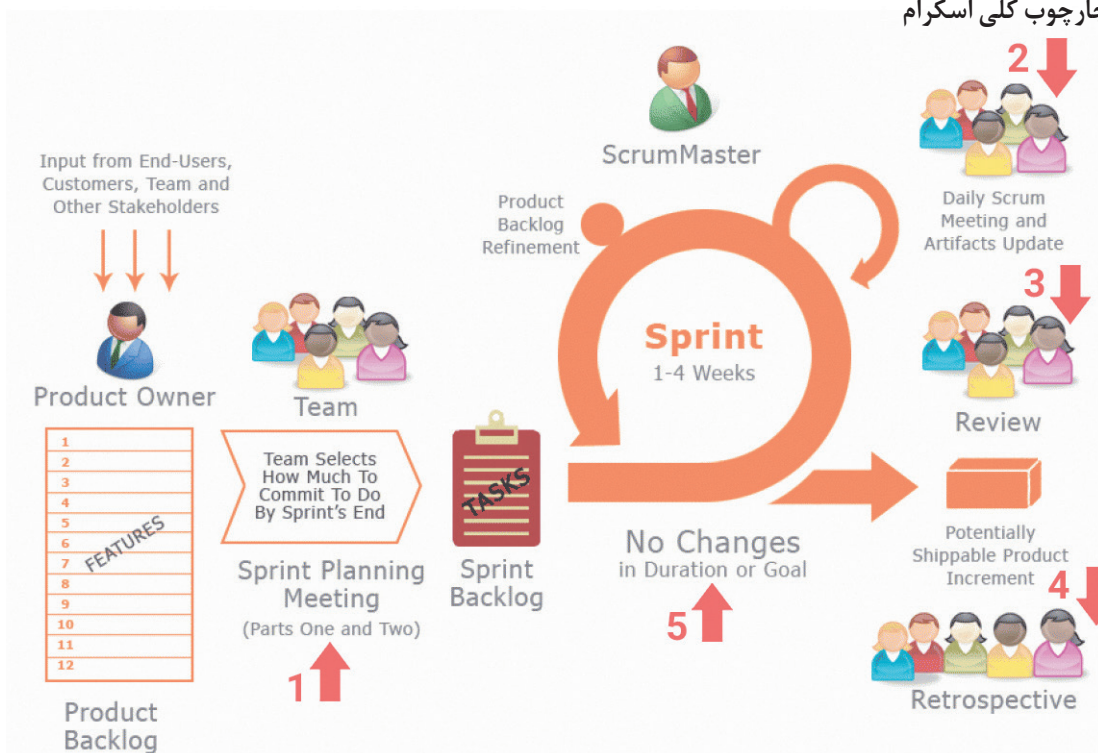 چارچوب کلی اسکرام
2
ScrumMaster
Input from End-Users,
Customers, Team and
Other Stakeholders
Product
Backlog
Refinement
Daily Scrum
Meeting and
Artifacts Update
3
Sprint
1-4 Weeks
Product Owner
Team
Review
1
2
3
4
5
6
7
8
9
10
11
12
FEATURES
Team Selects
How Much To
Commit To Do
By Sprint's End
TASKS
No Changes
in Duration or Goal
Potentially
Shippable Product
Increment
4
Sprint Planning
Meeting
(Parts One and Two)
Sprint
Backlog
5
1
Retrospective
Product
Backlog